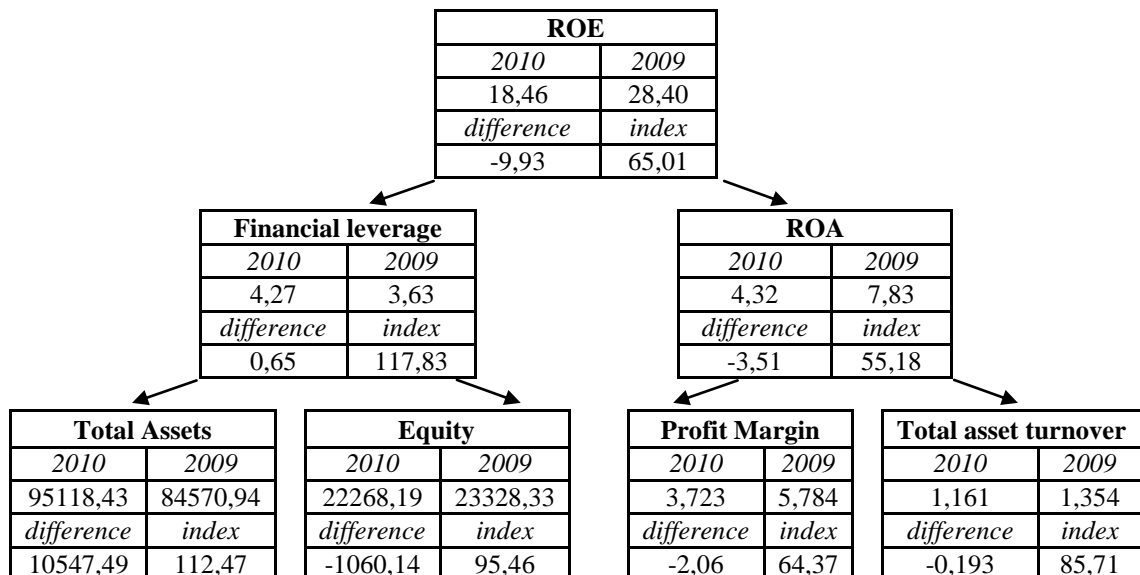 ROE
2010 2009
18,46 28,40
difference index
-9,93 65,01
Financial leverage
2010 2009
4,27 3,63
difference index
0,65 117,83
ROA
2010 2009
4,32 7,83
difference index
-3,51 55,18
Total Assets
2010 2009
95118,43 84570,94
difference index
10547,49 112,47
Equity
2010 2009
22268,19 23328,33
difference index
-1060,14 95,46
Profit Margin
2010 2009
3,723 5,784
difference index
-2,06 64,37
Total asset turnover
2010 2009
1,161 1,354
difference index
-0,193 85,71